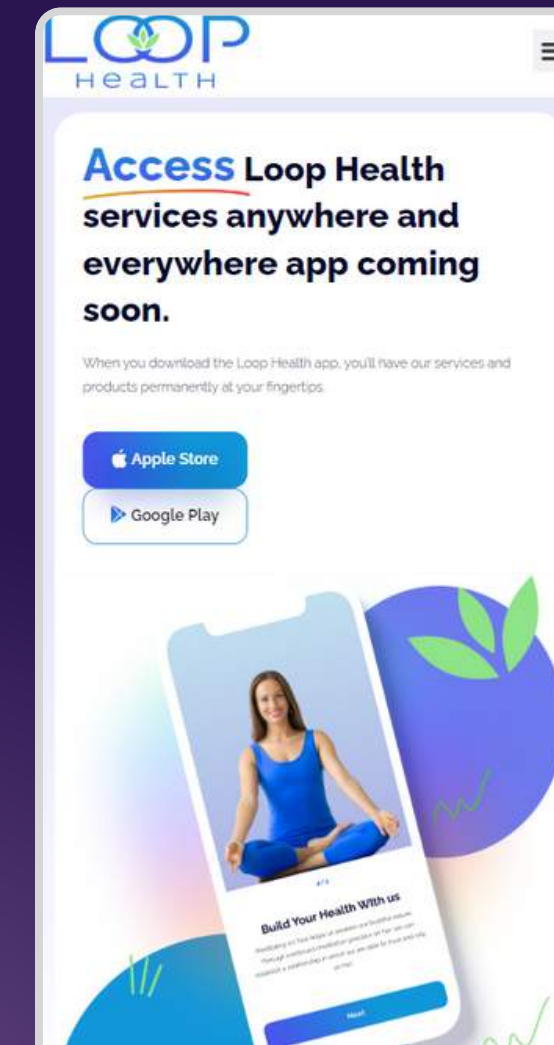 LOOP
HeaLTH
Access Loop Health
services anywhere and
everywhere app coming
soon.
When you download the Loop Health app, you'll have our services and
products permanently at your fingertips.
Apple Store
Google Play
Build Your Health With us
Next